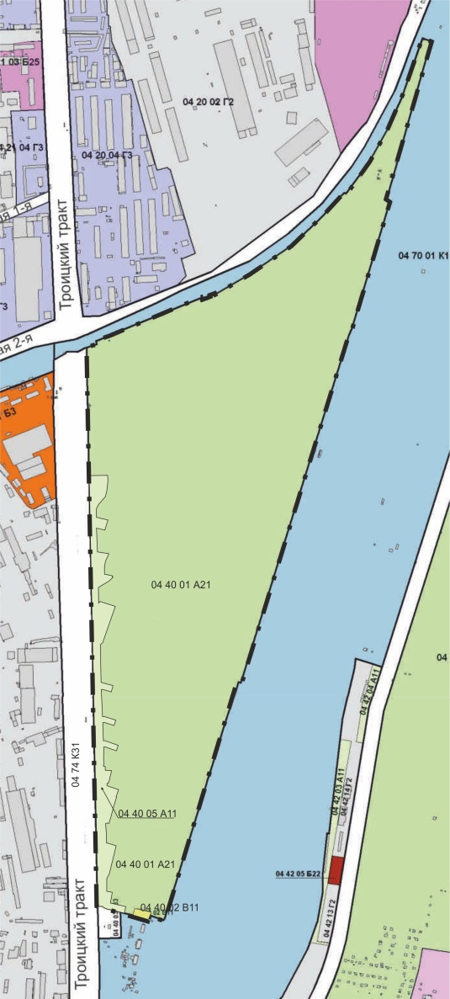 1 03 Б25
04 20 02 Г2
4 21 04 Г3
04 20 04 Г3
ая 1-я
Троицкий тракт
04 70 01 К1
Г3
ая 2-я
Б3
04 40 01 А21
04
04 42 04 А11
04 74 К31
04 42 03 А11
04 42 14 Г2
04 40 05 А11
04 40 01 А21
04 42 05 Б22
Троицкий тракт
04 40 02 В11
04 42 13 Г2